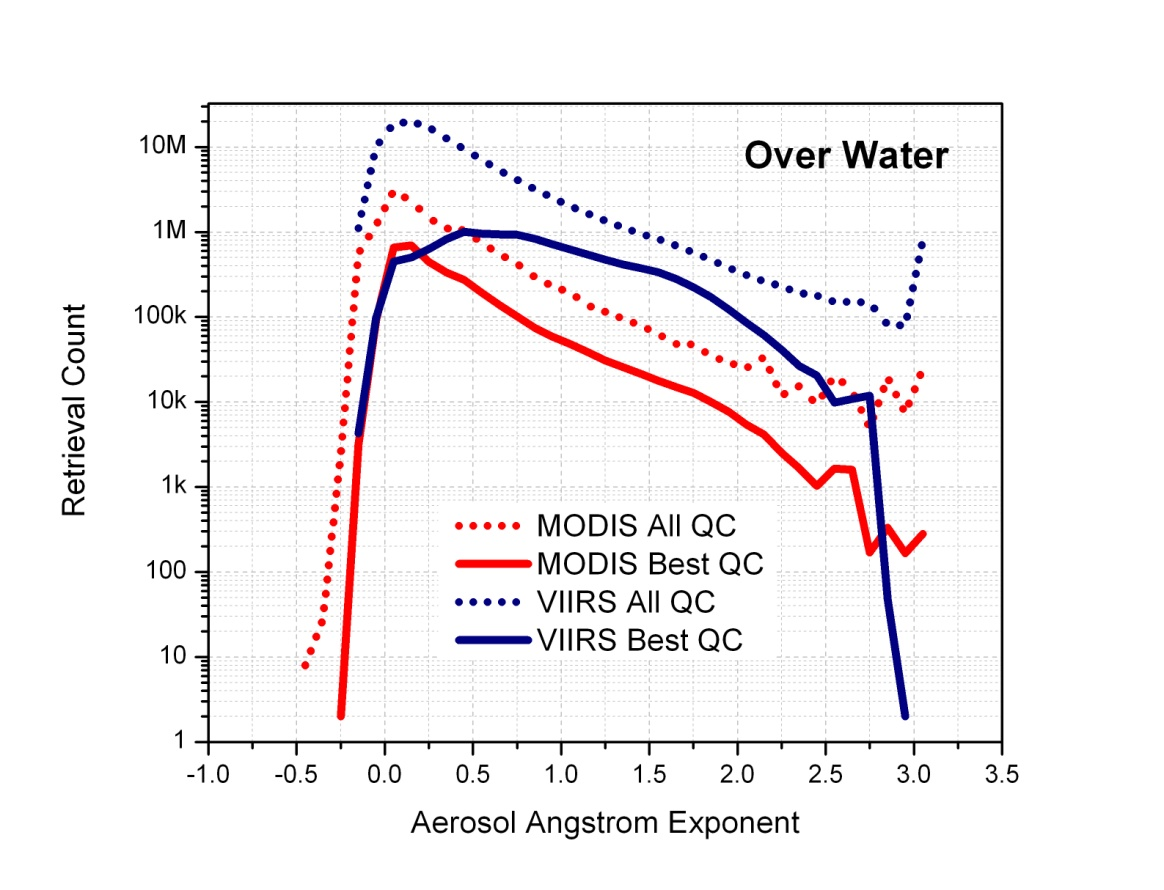 Over Water
10M
1M
100k
10k
1k
100
10
1
Retrieval Count
MODIS All QC
MODIS Best QC
VIIRS All QC
VIIRS Best QC
-1.0 -0.5 0.0 0.5 1.0 1.5 2.0 2.5 3.0 3.5
Aerosol Angstrom Exponent